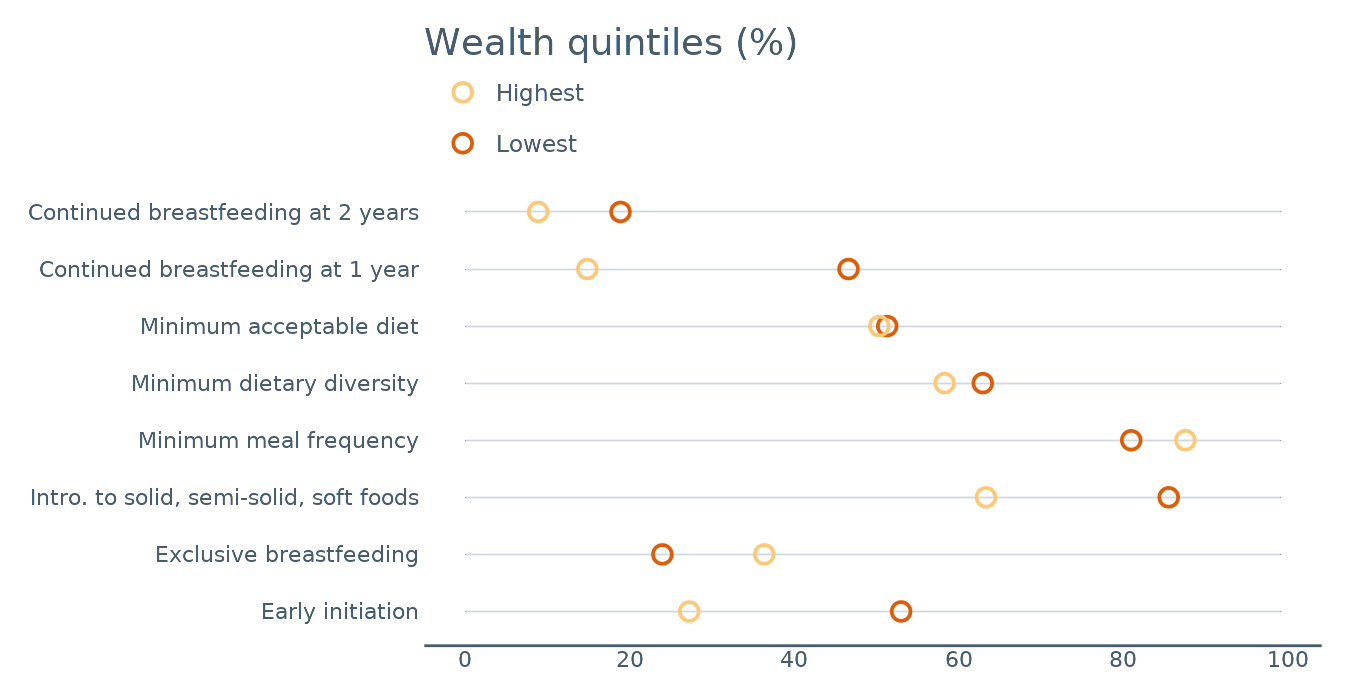 Wealth quintiles (%)
Highest
Lowest
Continued breastfeeding at 2 years
Continued breastfeeding at 1 year
Minimum acceptable diet
Minimum dietary diversity
Minimum meal frequency
Intro. to solid, semi-solid, soft foods
Exclusive breastfeeding
Early initiation
0 20 40 60 80 100